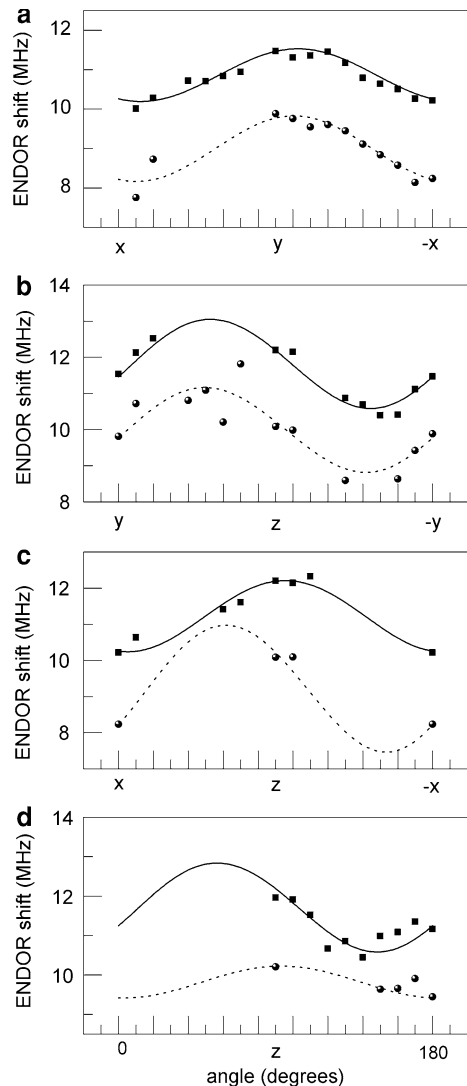 a
12
10
8
ENDOR shift (MHz)
x
y
-x
b
14
12
10
8
ENDOR shift (MHz)
y
z
-y
c
12
10
8
ENDOR shift (MHz)
x
z
-x
d
14
12
10
ENDOR shift (MHz)
0
z
180
angle (degrees)